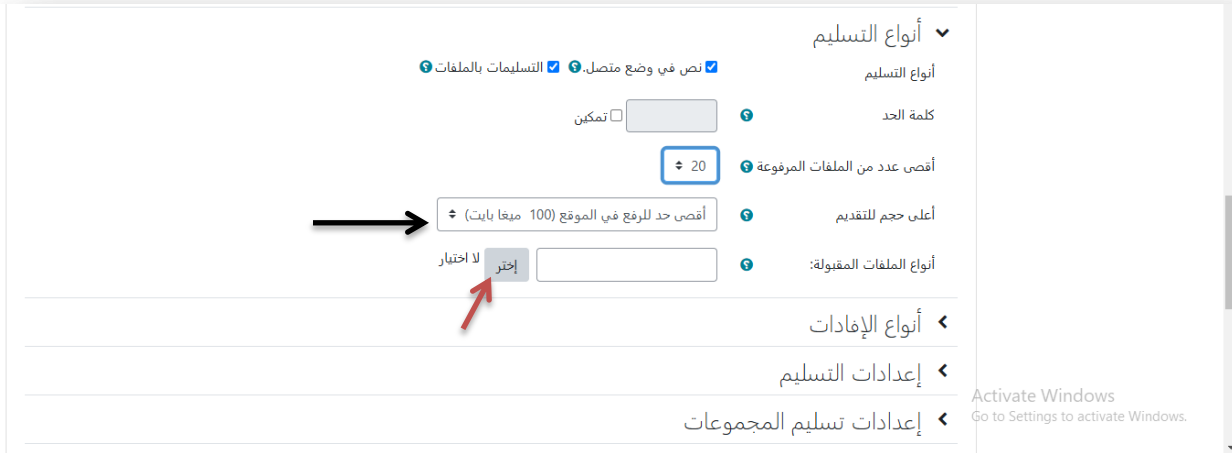 أنواع التسليم
أنواع التسليم نص في وضع متصل. التسليمات بالملفات
كلمة الحد تمكين
أقصى عدد من الملفات المرفوعة 20
أعلى حجم للتقديم أقصى حد للرفع في الموقع (100 ميغا بايت)
أنواع الملفات المقبولة: إختر لا اختيار
أنواع الإفادات
إعدادات التسليم
إعدادات تسليم المجموعات
Activate Windows
Go to Settings to activate Windows.